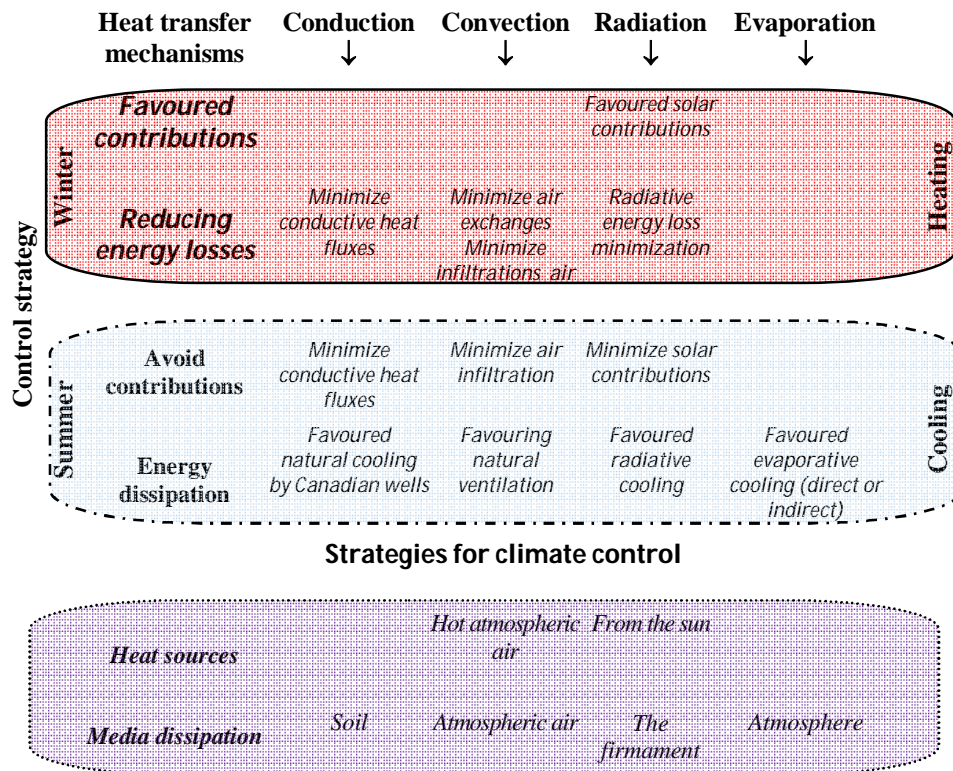 Heat transfer
mechanisms
Conduction
Convection
Radiation
Evaporation
↓ ↓ ↓ ↓
Control strategy
Winter
Heating
Favoured
contributions
Favoured solar
contributions
Reducing
energy losses
Minimize
conductive heat
fluxes
Minimize air
exchanges
Minimize
infiltrations air
Radiative
energy loss
minimization
Summer
Cooling
Avoid
contributions
Minimize
conductive heat
fluxes
Minimize air
infiltration
Minimize solar
contributions
Energy
dissipation
Favoured
natural cooling
by Canadian wells
Favouring
natural
ventilation
Favoured
radiative
cooling
Favoured
evaporative
cooling (direct or
indirect)
Strategies for climate control
Heat sources
Hot atmospheric
air
From the sun
Media dissipation
Soil
Atmospheric air
The
firmament
Atmosphere